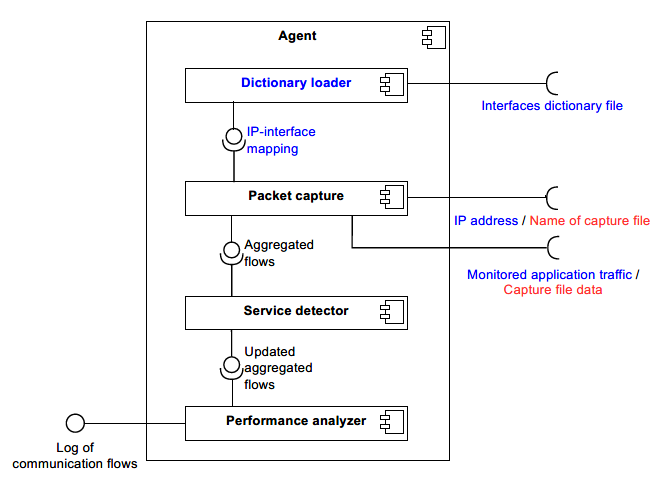 Agent
Dictionary loader
Interfaces dictionary file
IP-interface
mapping
Packet capture
IP address / Name of capture file
Aggregated
flows
Monitored application traffic /
Capture file data
Service detector
Updated
aggregated
flows
Performance analyzer
Log of
communication flows